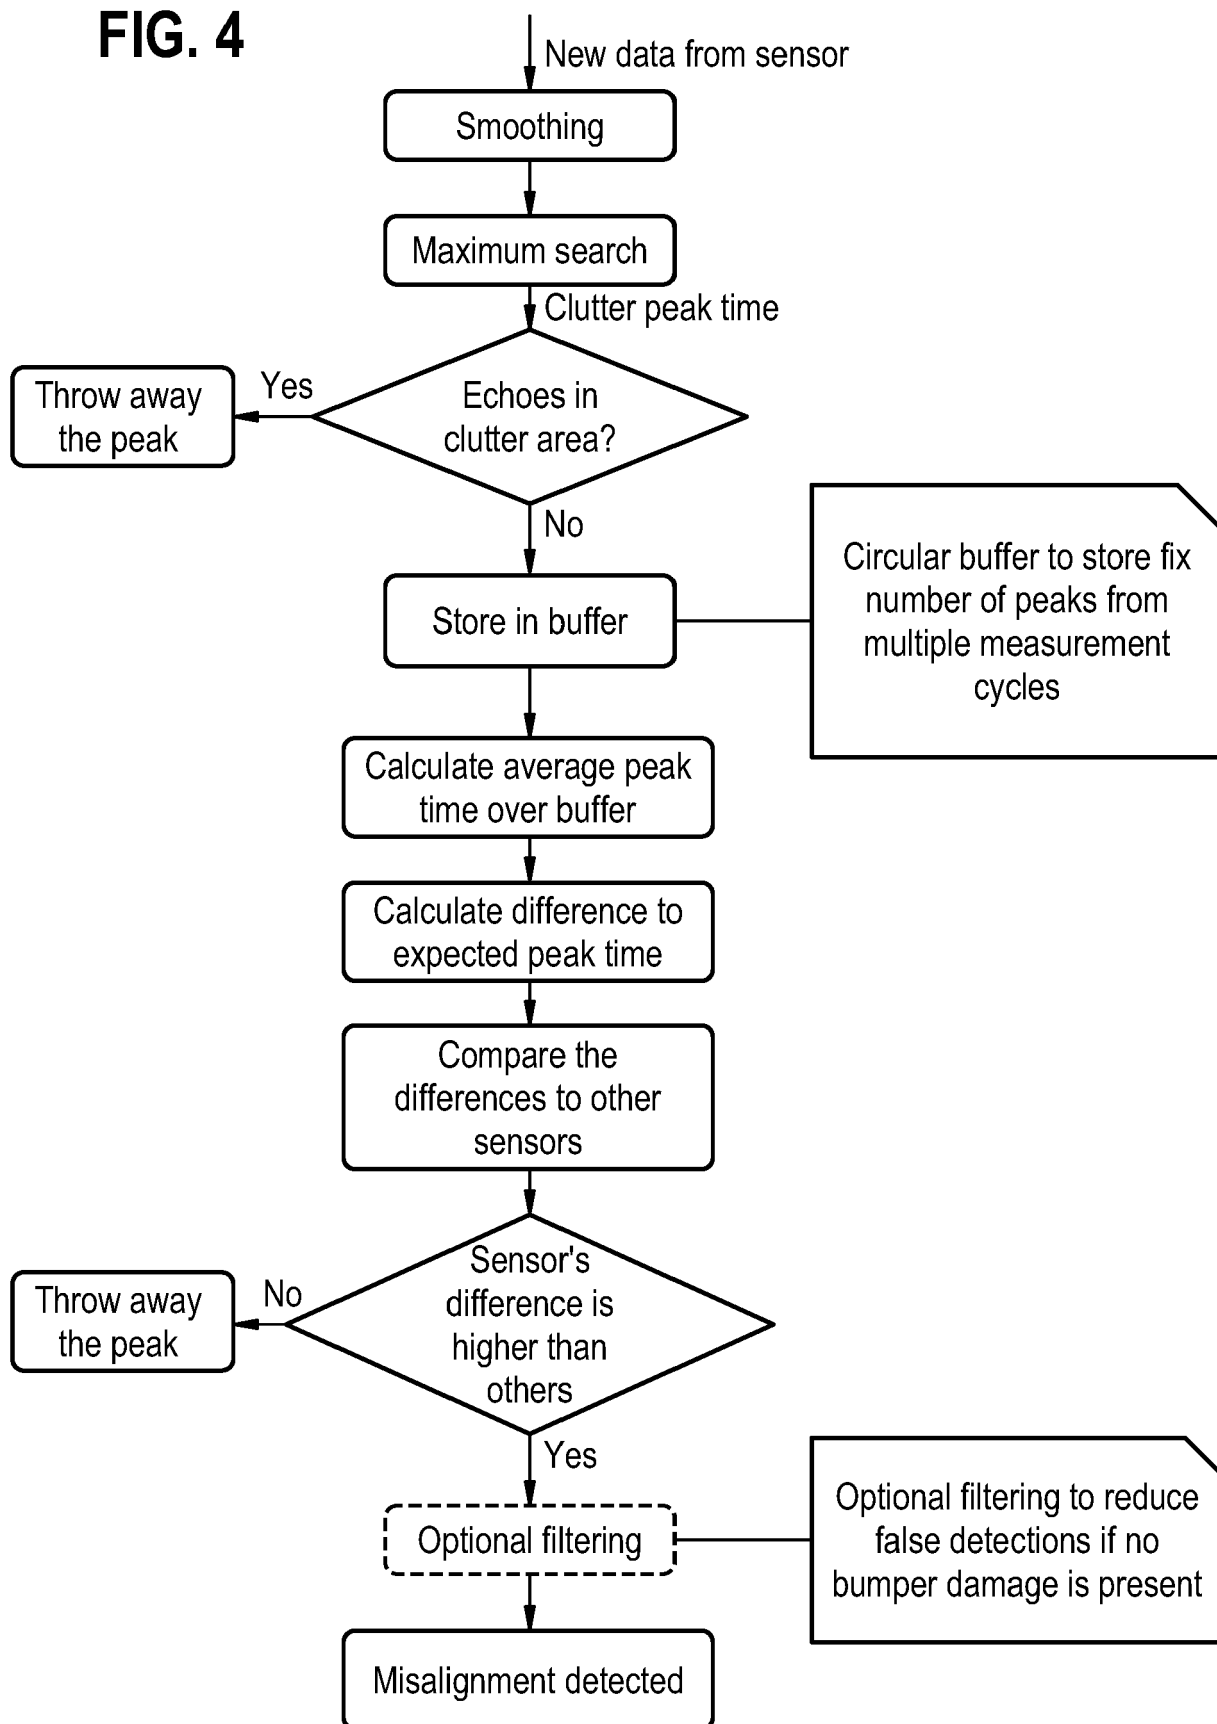 FIG. 4
New data from sensor
Smoothing
Maximum search
Clutter peak time
Echoes in
clutter area?
Yes
Throw away
the peak
No
Store in buffer
Circular buffer to store fix
number of peaks from
multiple measurement
cycles
Calculate average peak
time over buffer
Calculate difference to
expected peak time
Compare the
differences to other
sensors
Sensor's
difference is
higher than
others
No
Throw away
the peak
Yes
Optional filtering
Optional filtering to reduce
false detections if no
bumper damage is present
Misalignment detected